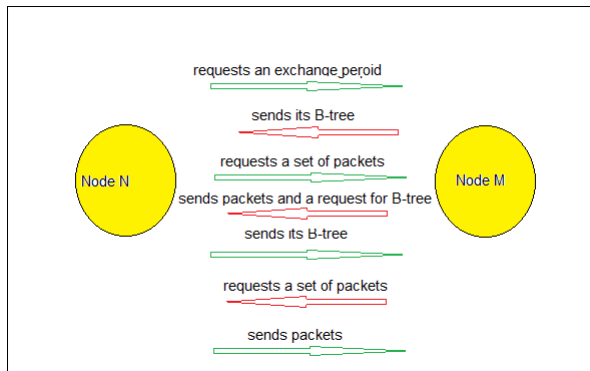 requests an exchange peroid
sends its B-tree
requests a set of packets
Node N
Node M
sends packets and a request for B-tree
sends its B-tree
requests a set of packets
sends packets